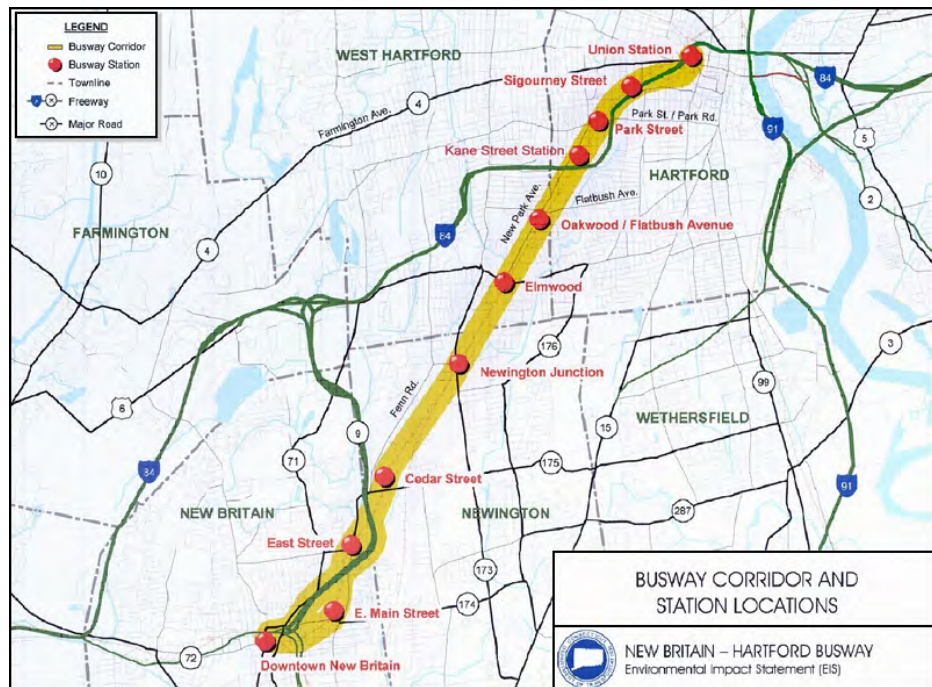 LEGEND
Busway Corridor
Busway Station
Townline
Freeway
Major Road
WEST HARTFORD
Union Station
Sigourney Street
84
4
Farmington Ave.
Park St. / Park Rd.
Park Street
91
5
Kane Street Station
HARTFORD
10
2
New Park Ave.
Flatbush Ave.
FARMINGTON
84
Oakwood / Flatbush Avenue
4
Elmwood
176
3
Newington Junction
99
6
Fenn Rd.
WETHERSFIELD
15
9
71
84
175
Cedar Street
91
NEW BRITAIN
NEWINGTON
287
East Street
173
E. Main Street
174
72
Downtown New Britain
BUSWAY CORRIDOR AND
STATION LOCATIONS
NEW BRITAIN – HARTFORD BUSWAY
Environmental Impact Statement (EIS)